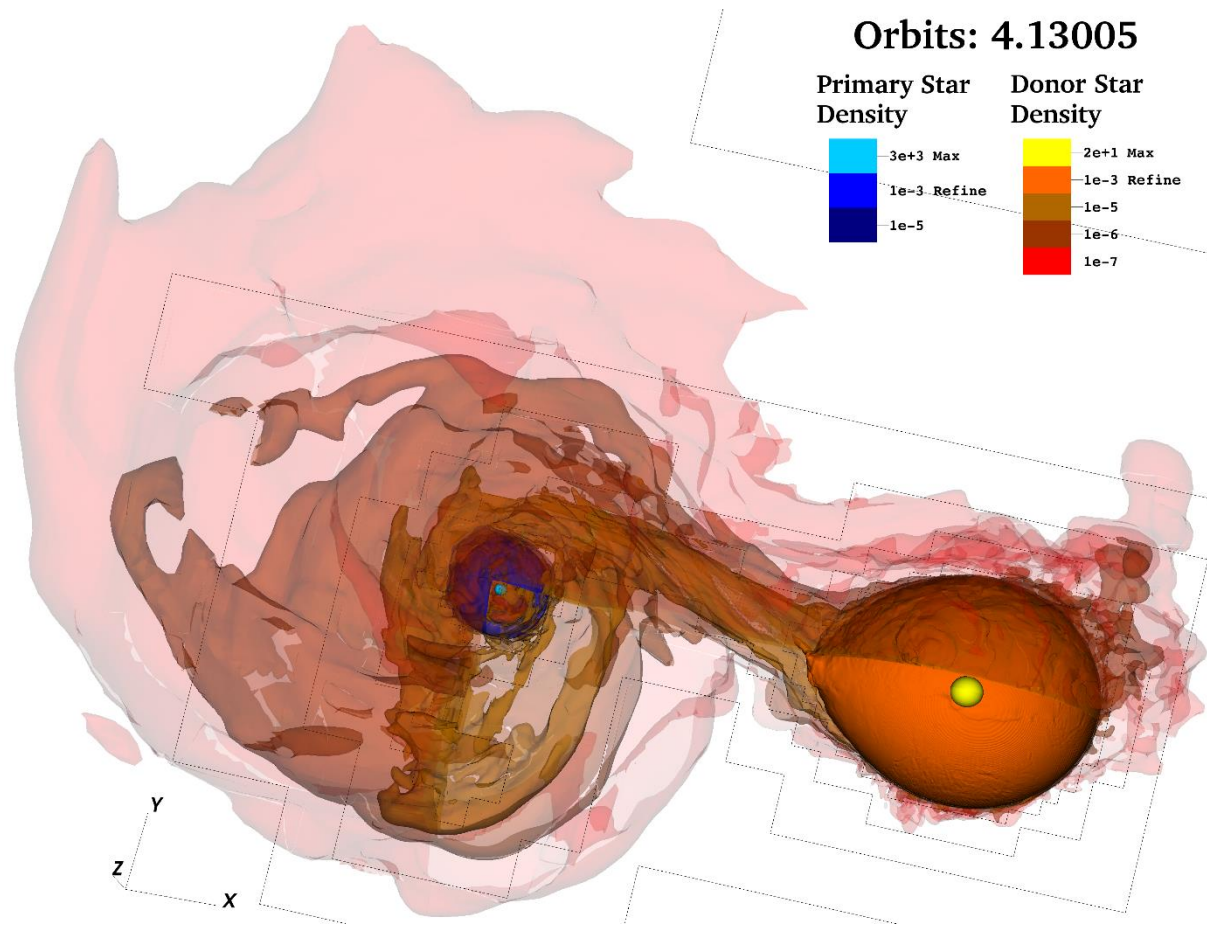 Orbits: 4.13005
Primary Star
Density
3e+3 Max
1e-3 Refine
1e-5
Donor Star
Density
2e+1 Max
1e-3 Refine
1e-5
1e-6
1e-7
Y
Z
X